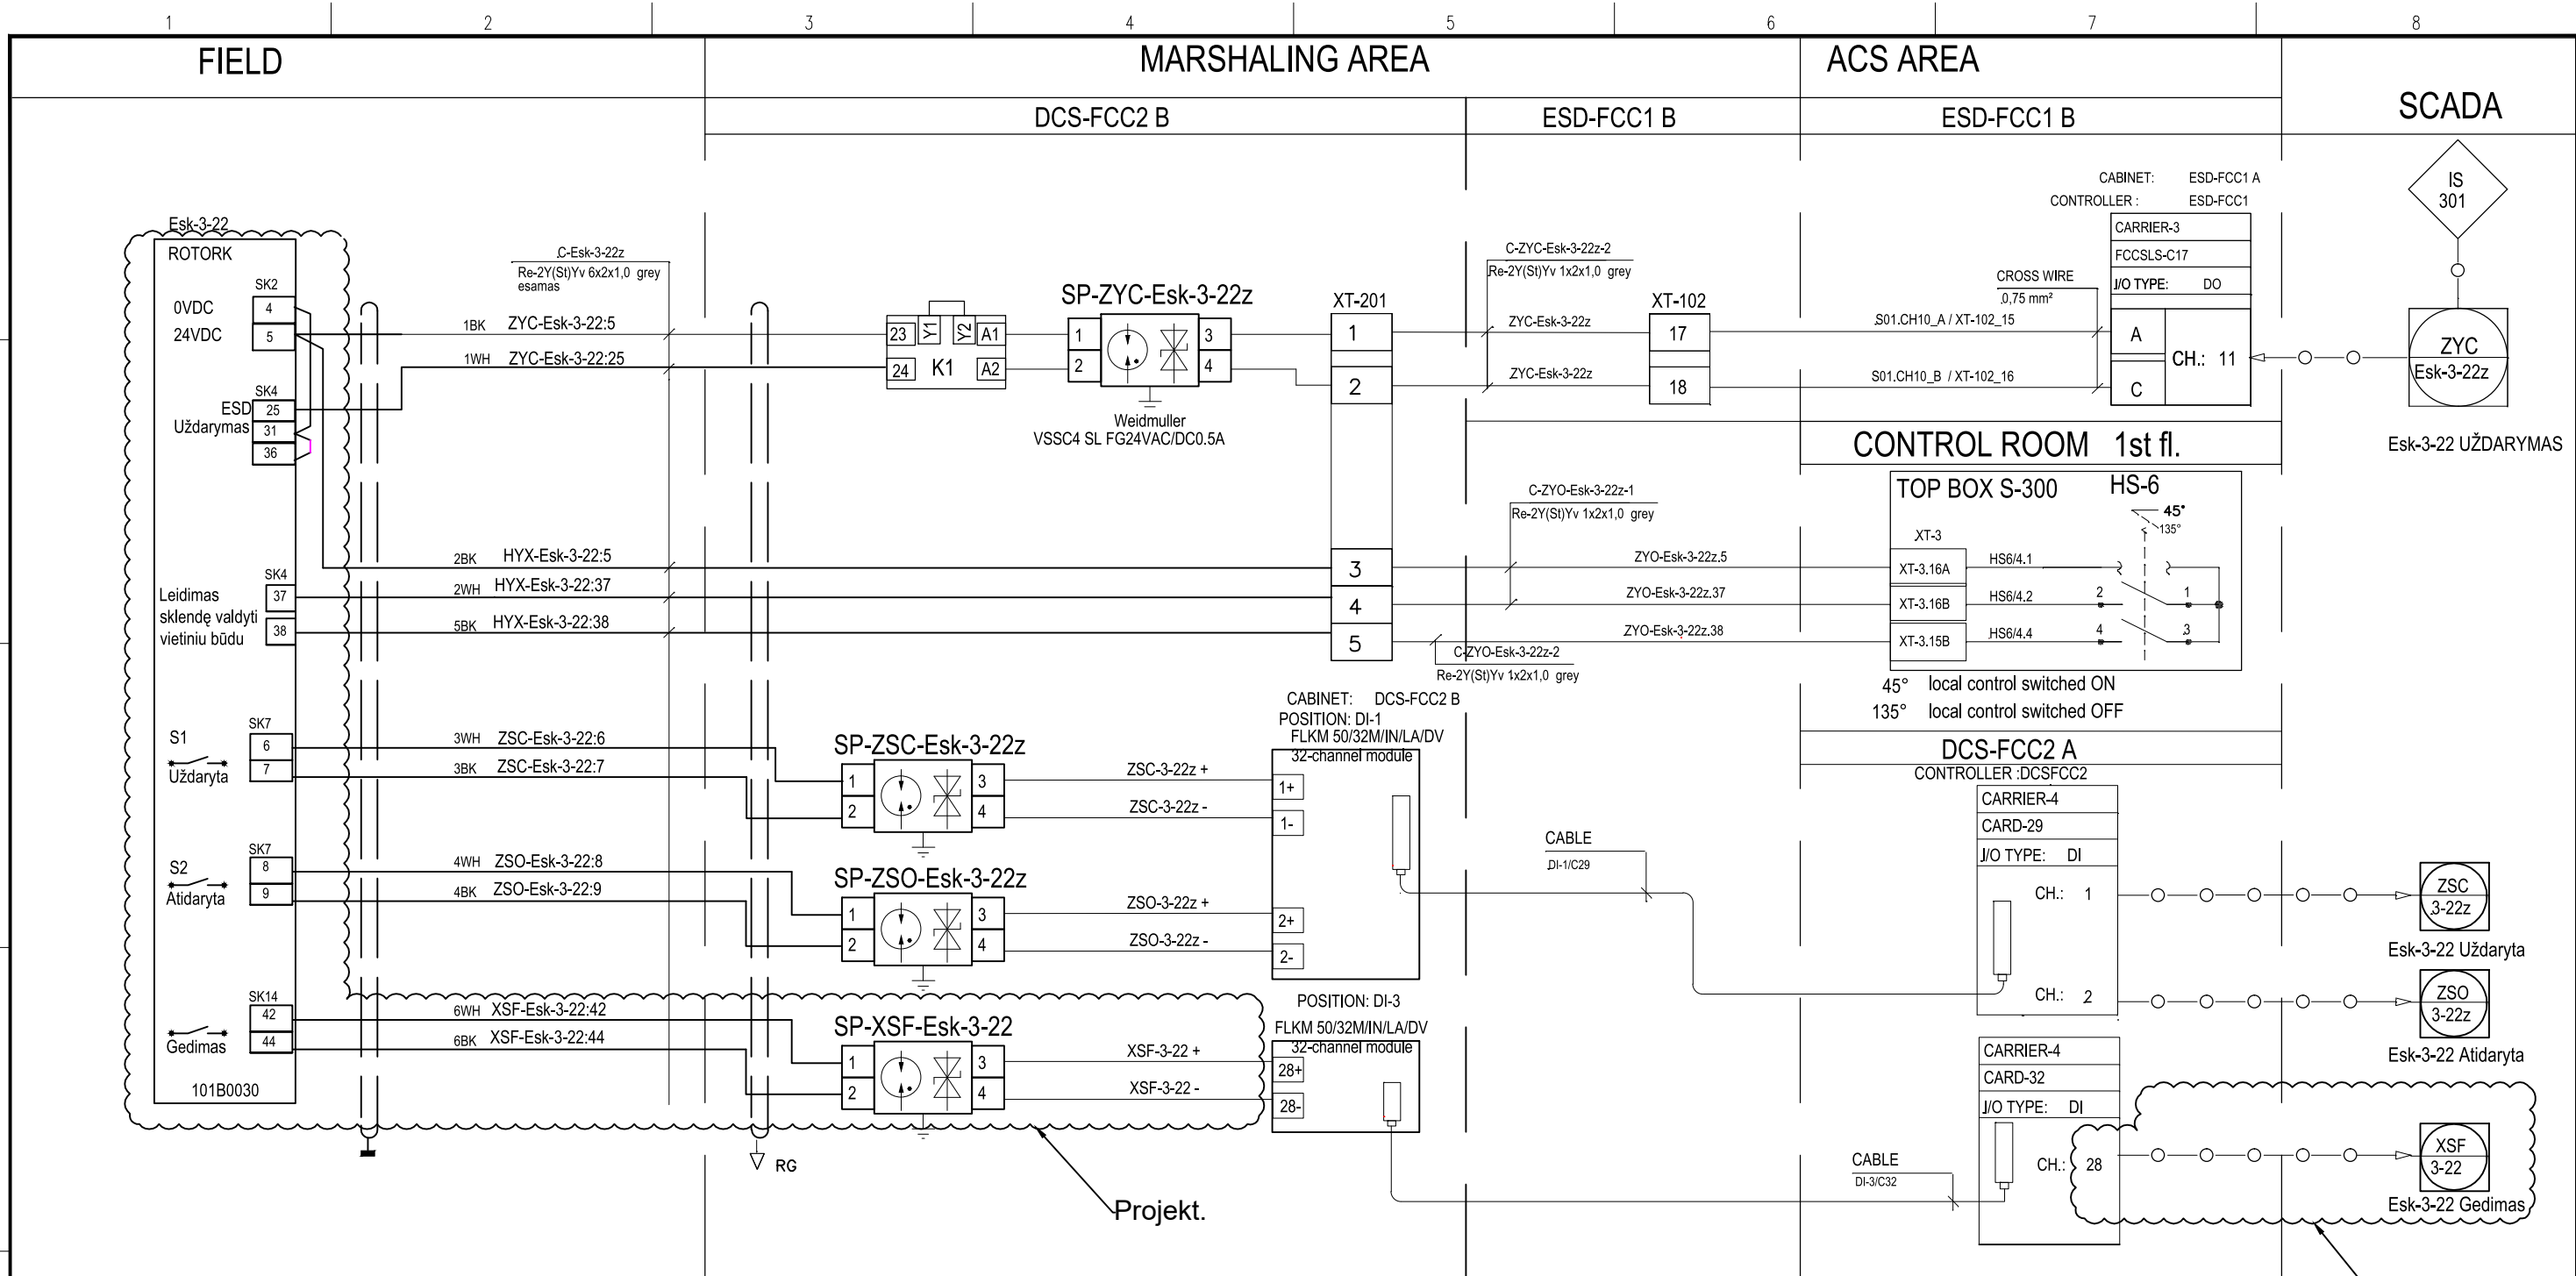 1 2 3 4 5 6 7 8
FIELD
MARSHALING AREA
ACS AREA
SCADA
DCS-FCC2 B
ESD-FCC1 B
ESD-FCC1 B
Esk-3-22
ROTORK
SK2
0VDC
4
24VDC
5
SK4
ESD
25
Uždarymas
31
36
SK4
Leidimas
37
sklendę valdyti
vietiniu būdu
38
SK7
S1
6
7
Uždaryta
SK7
S2
8
9
Atidaryta
SK14
42
44
Gedimas
101B0030
C-Esk-3-22z
Re-2Y(St)Yv 6x2x1,0 grey
esamas
1BK ZYC-Esk-3-22:5
1WH ZYC-Esk-3-22:25
2BK HYX-Esk-3-22:5
2WH HYX-Esk-3-22:37
5BK HYX-Esk-3-22:38
3WH ZSC-Esk-3-22:6
3BK ZSC-Esk-3-22:7
4WH ZSO-Esk-3-22:8
4BK ZSO-Esk-3-22:9
6WH XSF-Esk-3-22:42
6BK XSF-Esk-3-22:44
RG
23 Y1 Y2 A1
24 K1 A2
SP-ZYC-Esk-3-22z
1 3
2 4
Weidmuller
VSSC4 SL FG24VAC/DC0.5A
XT-201
1
2
3
4
5
SP-ZSC-Esk-3-22z
1 3
2 4
ZSC-3-22z +
ZSC-3-22z -
SP-ZSO-Esk-3-22z
1 3
2 4
ZSO-3-22z +
ZSO-3-22z -
SP-XSF-Esk-3-22
1 3
2 4
XSF-3-22 +
XSF-3-22 -
Projekt.
CABINET: DCS-FCC2 B
POSITION: DI-1
FLKM 50/32M/IN/LA/DV
32-channel module
1+
1-
2+
2-
POSITION: DI-3
FLKM 50/32M/IN/LA/DV
32-channel module
28+
28-
C-ZYC-Esk-3-22z-2
Re-2Y(St)Yv 1x2x1,0 grey
ZYC-Esk-3-22z
ZYC-Esk-3-22z
XT-102
17
18
C-ZYO-Esk-3-22z-1
Re-2Y(St)Yv 1x2x1,0 grey
ZYO-Esk-3-22z.5
ZYO-Esk-3-22z.37
ZYO-Esk-3-22z.38
C-ZYO-Esk-3-22z-2
Re-2Y(St)Yv 1x2x1,0 grey
CABLE
DI-1/C29
CABLE
DI-3/C32
CABINET: ESD-FCC1 A
CONTROLLER : ESD-FCC1
CARRIER-3
FCCSLS-C17
I/O TYPE: DO
CROSS WIRE
0,75 mm²
S01.CH10_A / XT-102_15
S01.CH10_B / XT-102_16
A
CH.: 11
C
CONTROL ROOM 1st fl.
TOP BOX S-300 HS-6
45°
135°
XT-3
XT-3.16A HS6/4.1
XT-3.16B HS6/4.2 2 1
XT-3.15B HS6/4.4 4 3
45° local control switched ON
135° local control switched OFF
DCS-FCC2 A
CONTROLLER :DCSFCC2
CARRIER-4
CARD-29
I/O TYPE: DI
CH.: 1
CH.: 2
CARRIER-4
CARD-32
I/O TYPE: DI
CH.: 28
IS
301
ZYC
Esk-3-22z
Esk-3-22 UŽDARYMAS
ZSC
3-22z
Esk-3-22 Uždaryta
ZSO
3-22z
Esk-3-22 Atidaryta
XSF
3-22
Esk-3-22 Gedimas